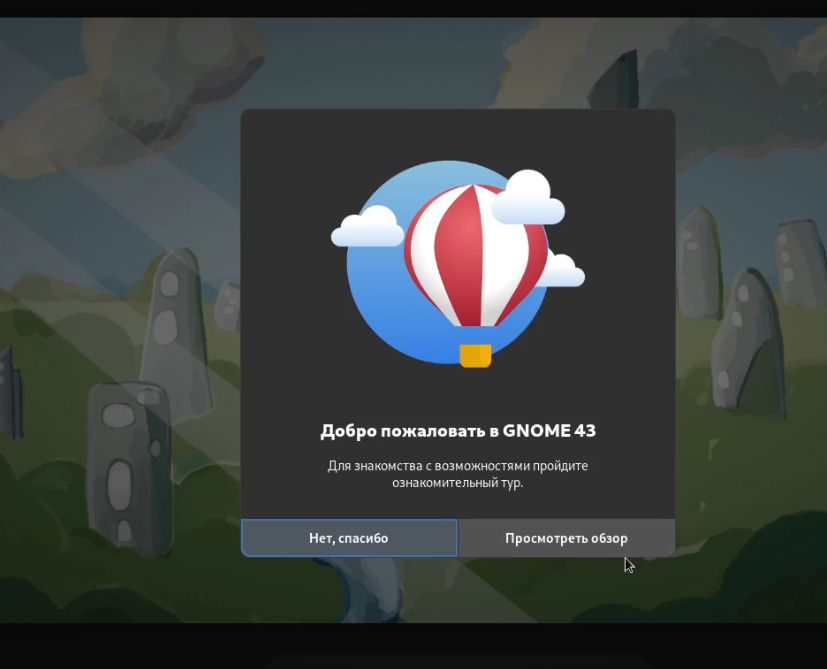 Добро пожаловать в GNOME 43
Для знакомства с возможностями пройдите
ознакомительный тур.
Нет, спасибо
Просмотреть обзор